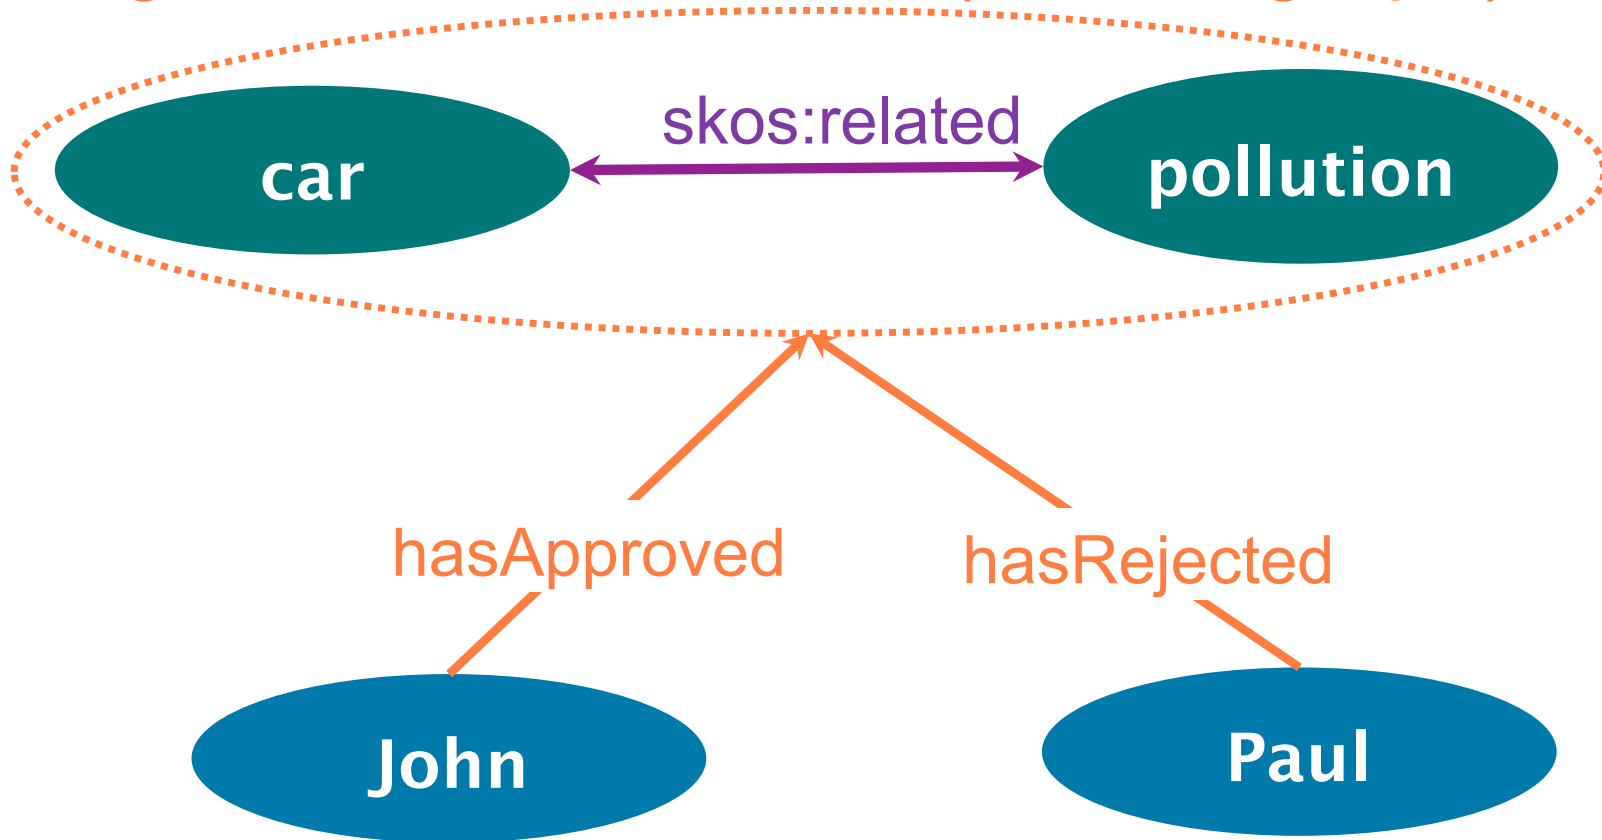 skos:related
car
pollution
hasApproved
hasRejected
John
Paul